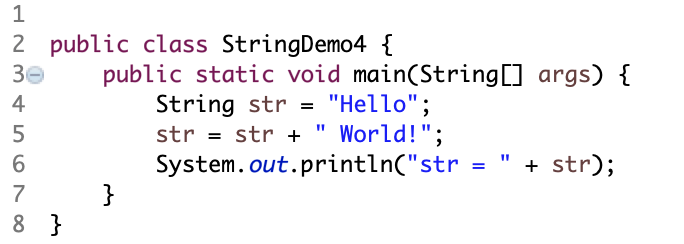 1
2 public class StringDemo4 {
3 public static void main(String[] args) {
4 String str = "Hello";
5 str = str + " World!";
6 System.out.println("str = " + str);
7 }
8 }